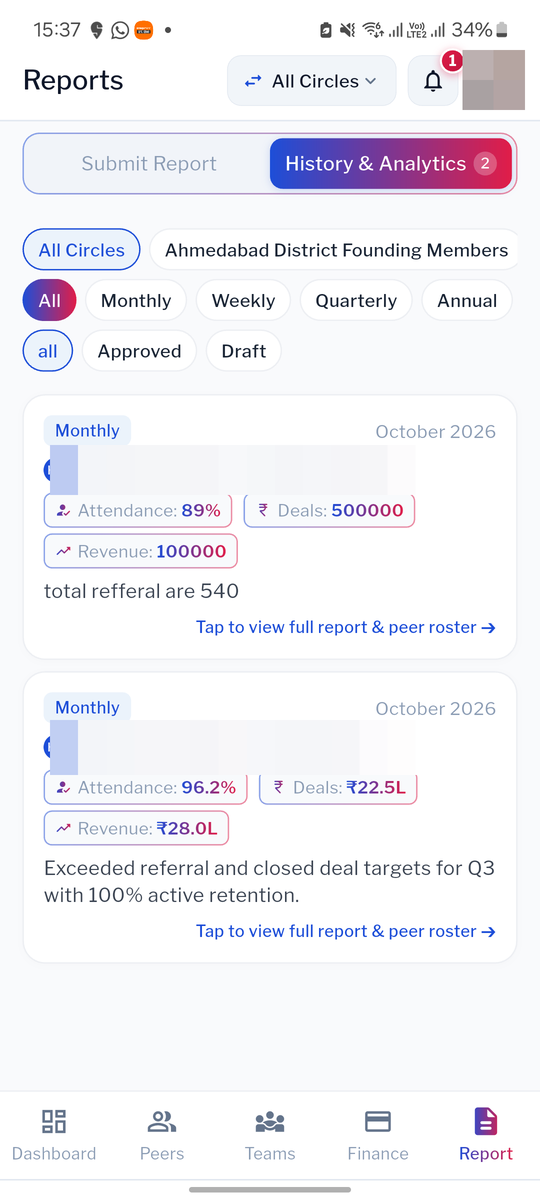 15:37 34%
Reports
All Circles
1
Submit Report
History & Analytics 2
All Circles
Ahmedabad District Founding Members
All Monthly Weekly Quarterly Annual
all Approved Draft
Monthly October 2026
Attendance: 89% ₹ Deals: 500000
Revenue: 100000
total refferal are 540
Tap to view full report & peer roster →
Monthly October 2026
Attendance: 96.2% ₹ Deals: ₹22.5L
Revenue: ₹28.0L
Exceeded referral and closed deal targets for Q3
with 100% active retention.
Tap to view full report & peer roster →
Dashboard Peers Teams Finance Report